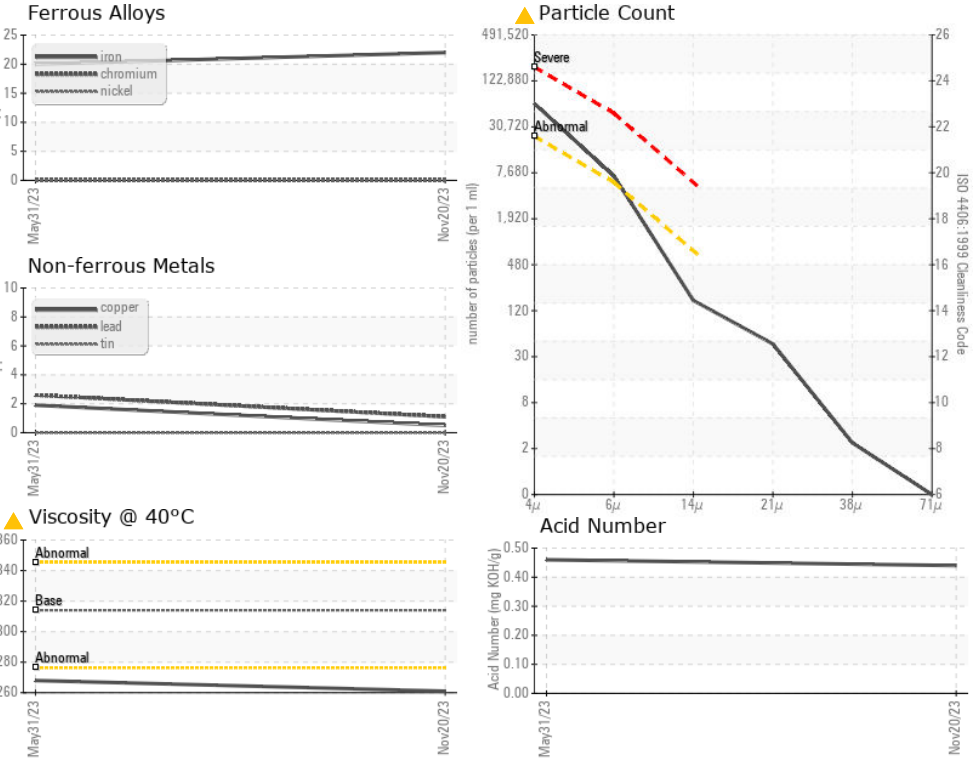 Ferrous Alloys
25
20
15
10
5
0
iron
chromium
nickel
May31/23
Nov20/23
Non-ferrous Metals
10
8
6
4
2
0
copper
lead
tin
May31/23
Nov20/23
Viscosity @ 40°C
360
340
320
300
280
260
Abnormal
Base
Abnormal
May31/23
Nov20/23
Particle Count
number of particles (per 1 ml)
491,520
122,880
30,720
7,680
1,920
480
120
30
8
2
0
Severe
Abnormal
4µ
6µ
14µ
21µ
38µ
71µ
26
24
22
20
18
16
14
12
10
8
6
ISO 4406:1999 Cleanliness Code
Acid Number
Acid Number (mg KOH/g)
0.50
0.40
0.30
0.20
0.10
0.00
May31/23
Nov20/23